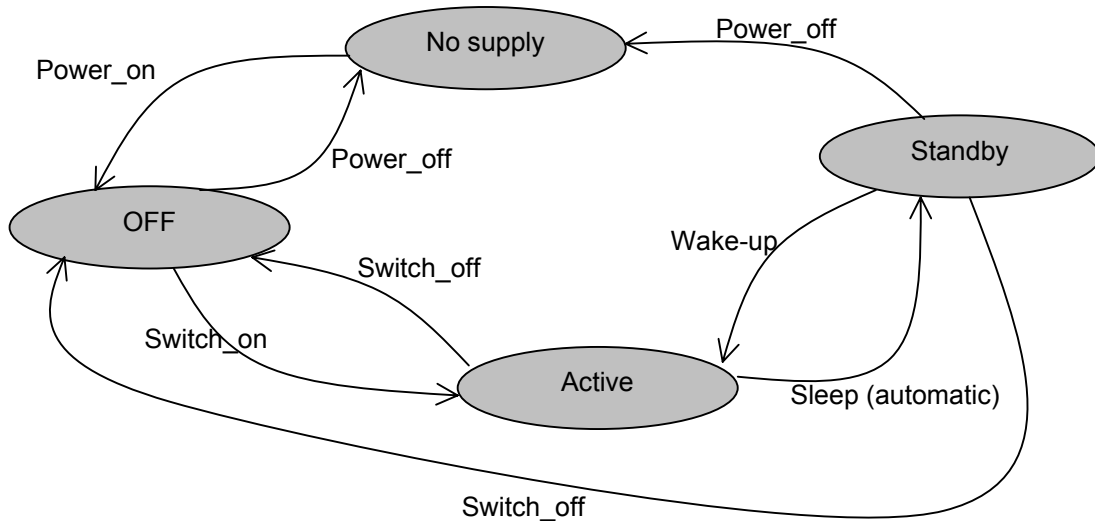 No supply
Power_off
Power_on
Power_off
Standby
OFF
Wake-up
Switch_off
Switch_on
Active
Sleep (automatic)
Switch_off